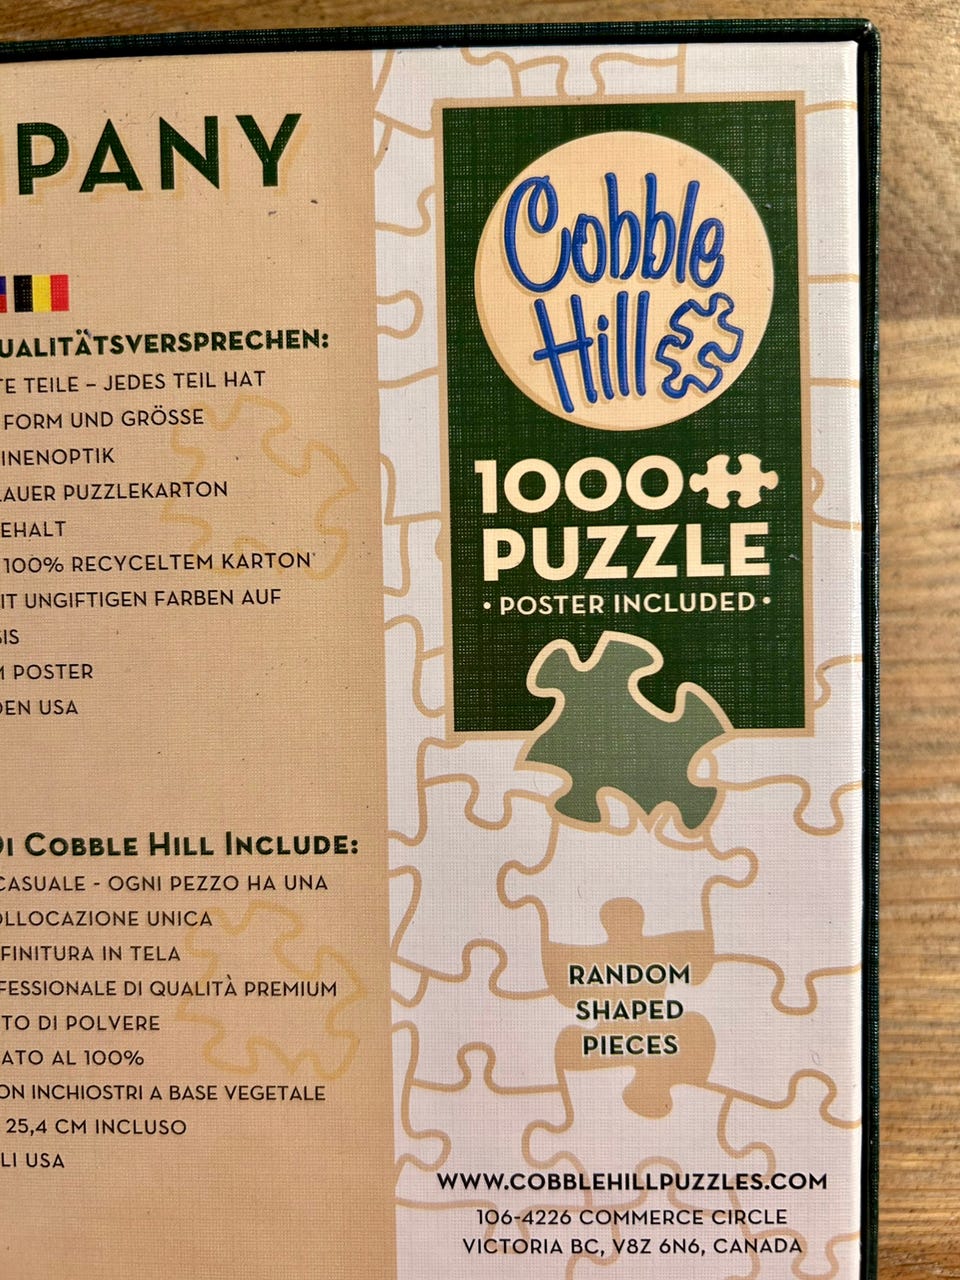 PANY
UALITÄTSVERSPRECHEN:
TE TEILE – JEDES TEIL HAT
FORM UND GRÖSSE
INENOPTIK
LAUER PUZZLEKARTON
EHALT
100% RECYCELTEM KARTON*
IT UNGIFTIGEN FARBEN AUF
SIS
M POSTER
DEN USA
DI COBBLE HILL INCLUDE:
CASUALE - OGNI PEZZO HA UNA
OLLOCAZIONE UNICA
FINITURA IN TELA
FESSIONALE DI QUALITÀ PREMIUM
TO DI POLVERE
ATO AL 100%
ON INCHIOSTRI A BASE VEGETALE
25,4 CM INCLUSO
LI USA
Cobble
Hill
1000
PUZZLE
• POSTER INCLUDED •
RANDOM
SHAPED
PIECES
WWW.COBBLEHILLPUZZLES.COM
106-4226 COMMERCE CIRCLE
VICTORIA BC, V8Z 6N6, CANADA